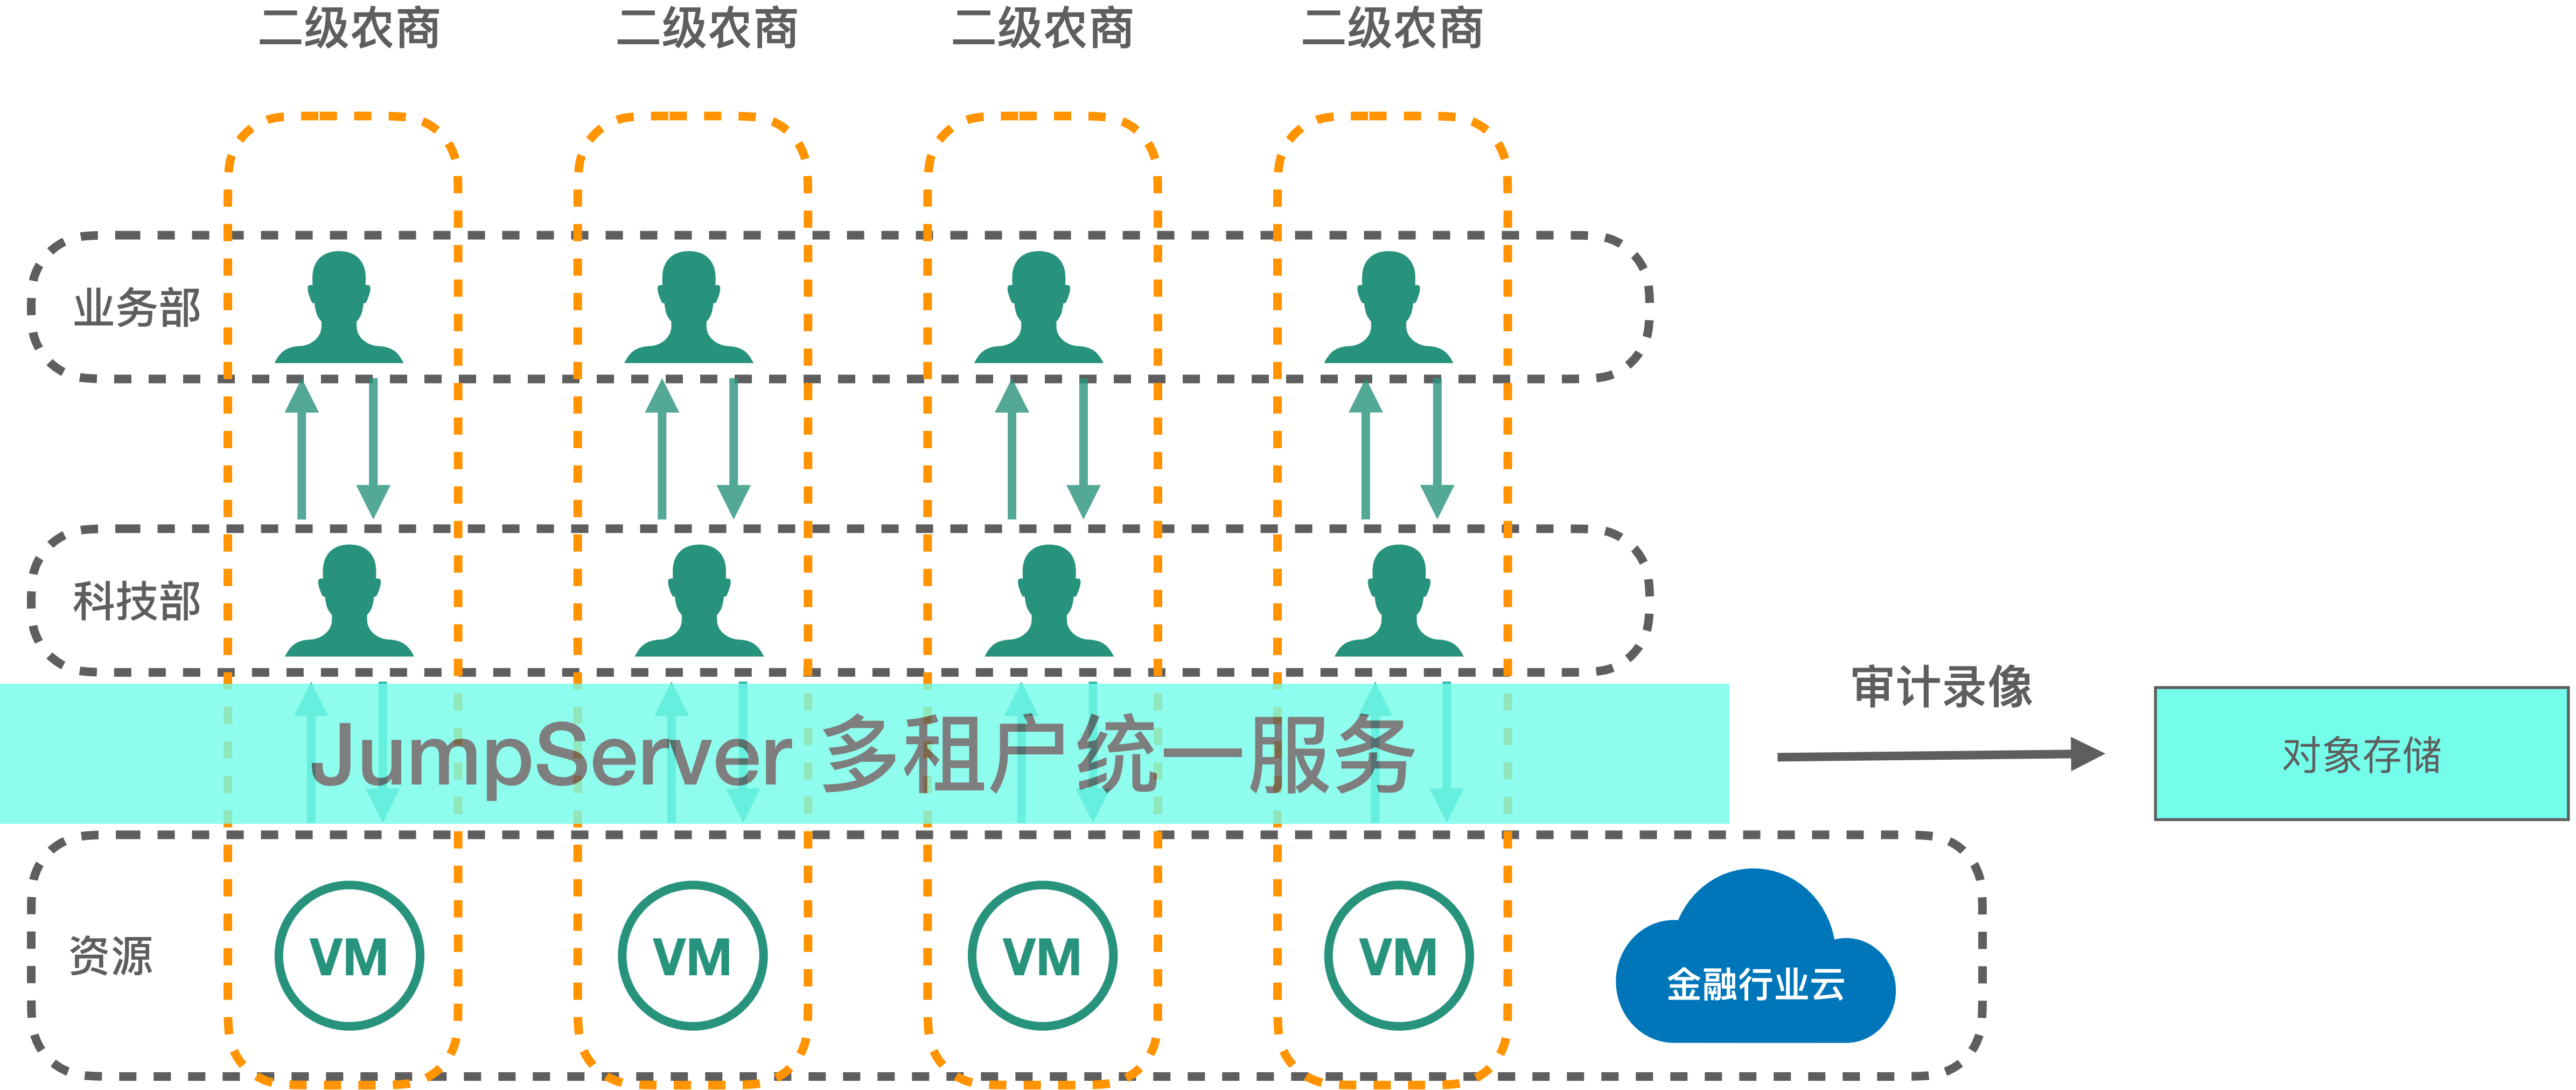 二级农商
二级农商
二级农商
二级农商
业务部
科技部
审计录像
JumpServer 多租户统一服务
对象存储
资源
VM
VM
VM
VM
金融行业云